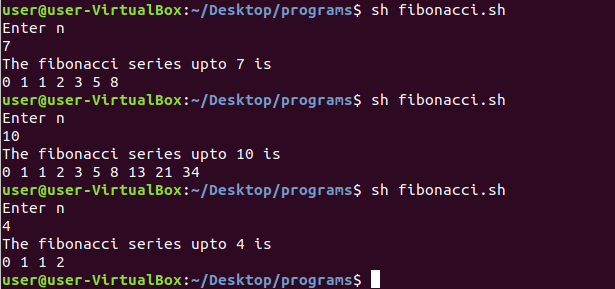 user@user-VirtualBox:~/Desktop/programs$ sh fibonacci.sh
Enter n
7
The fibonacci series upto 7 is
0 1 1 2 3 5 8
user@user-VirtualBox:~/Desktop/programs$ sh fibonacci.sh
Enter n
10
The fibonacci series upto 10 is
0 1 1 2 3 5 8 13 21 34
user@user-VirtualBox:~/Desktop/programs$ sh fibonacci.sh
Enter n
4
The fibonacci series upto 4 is
0 1 1 2
user@user-VirtualBox:~/Desktop/programs$